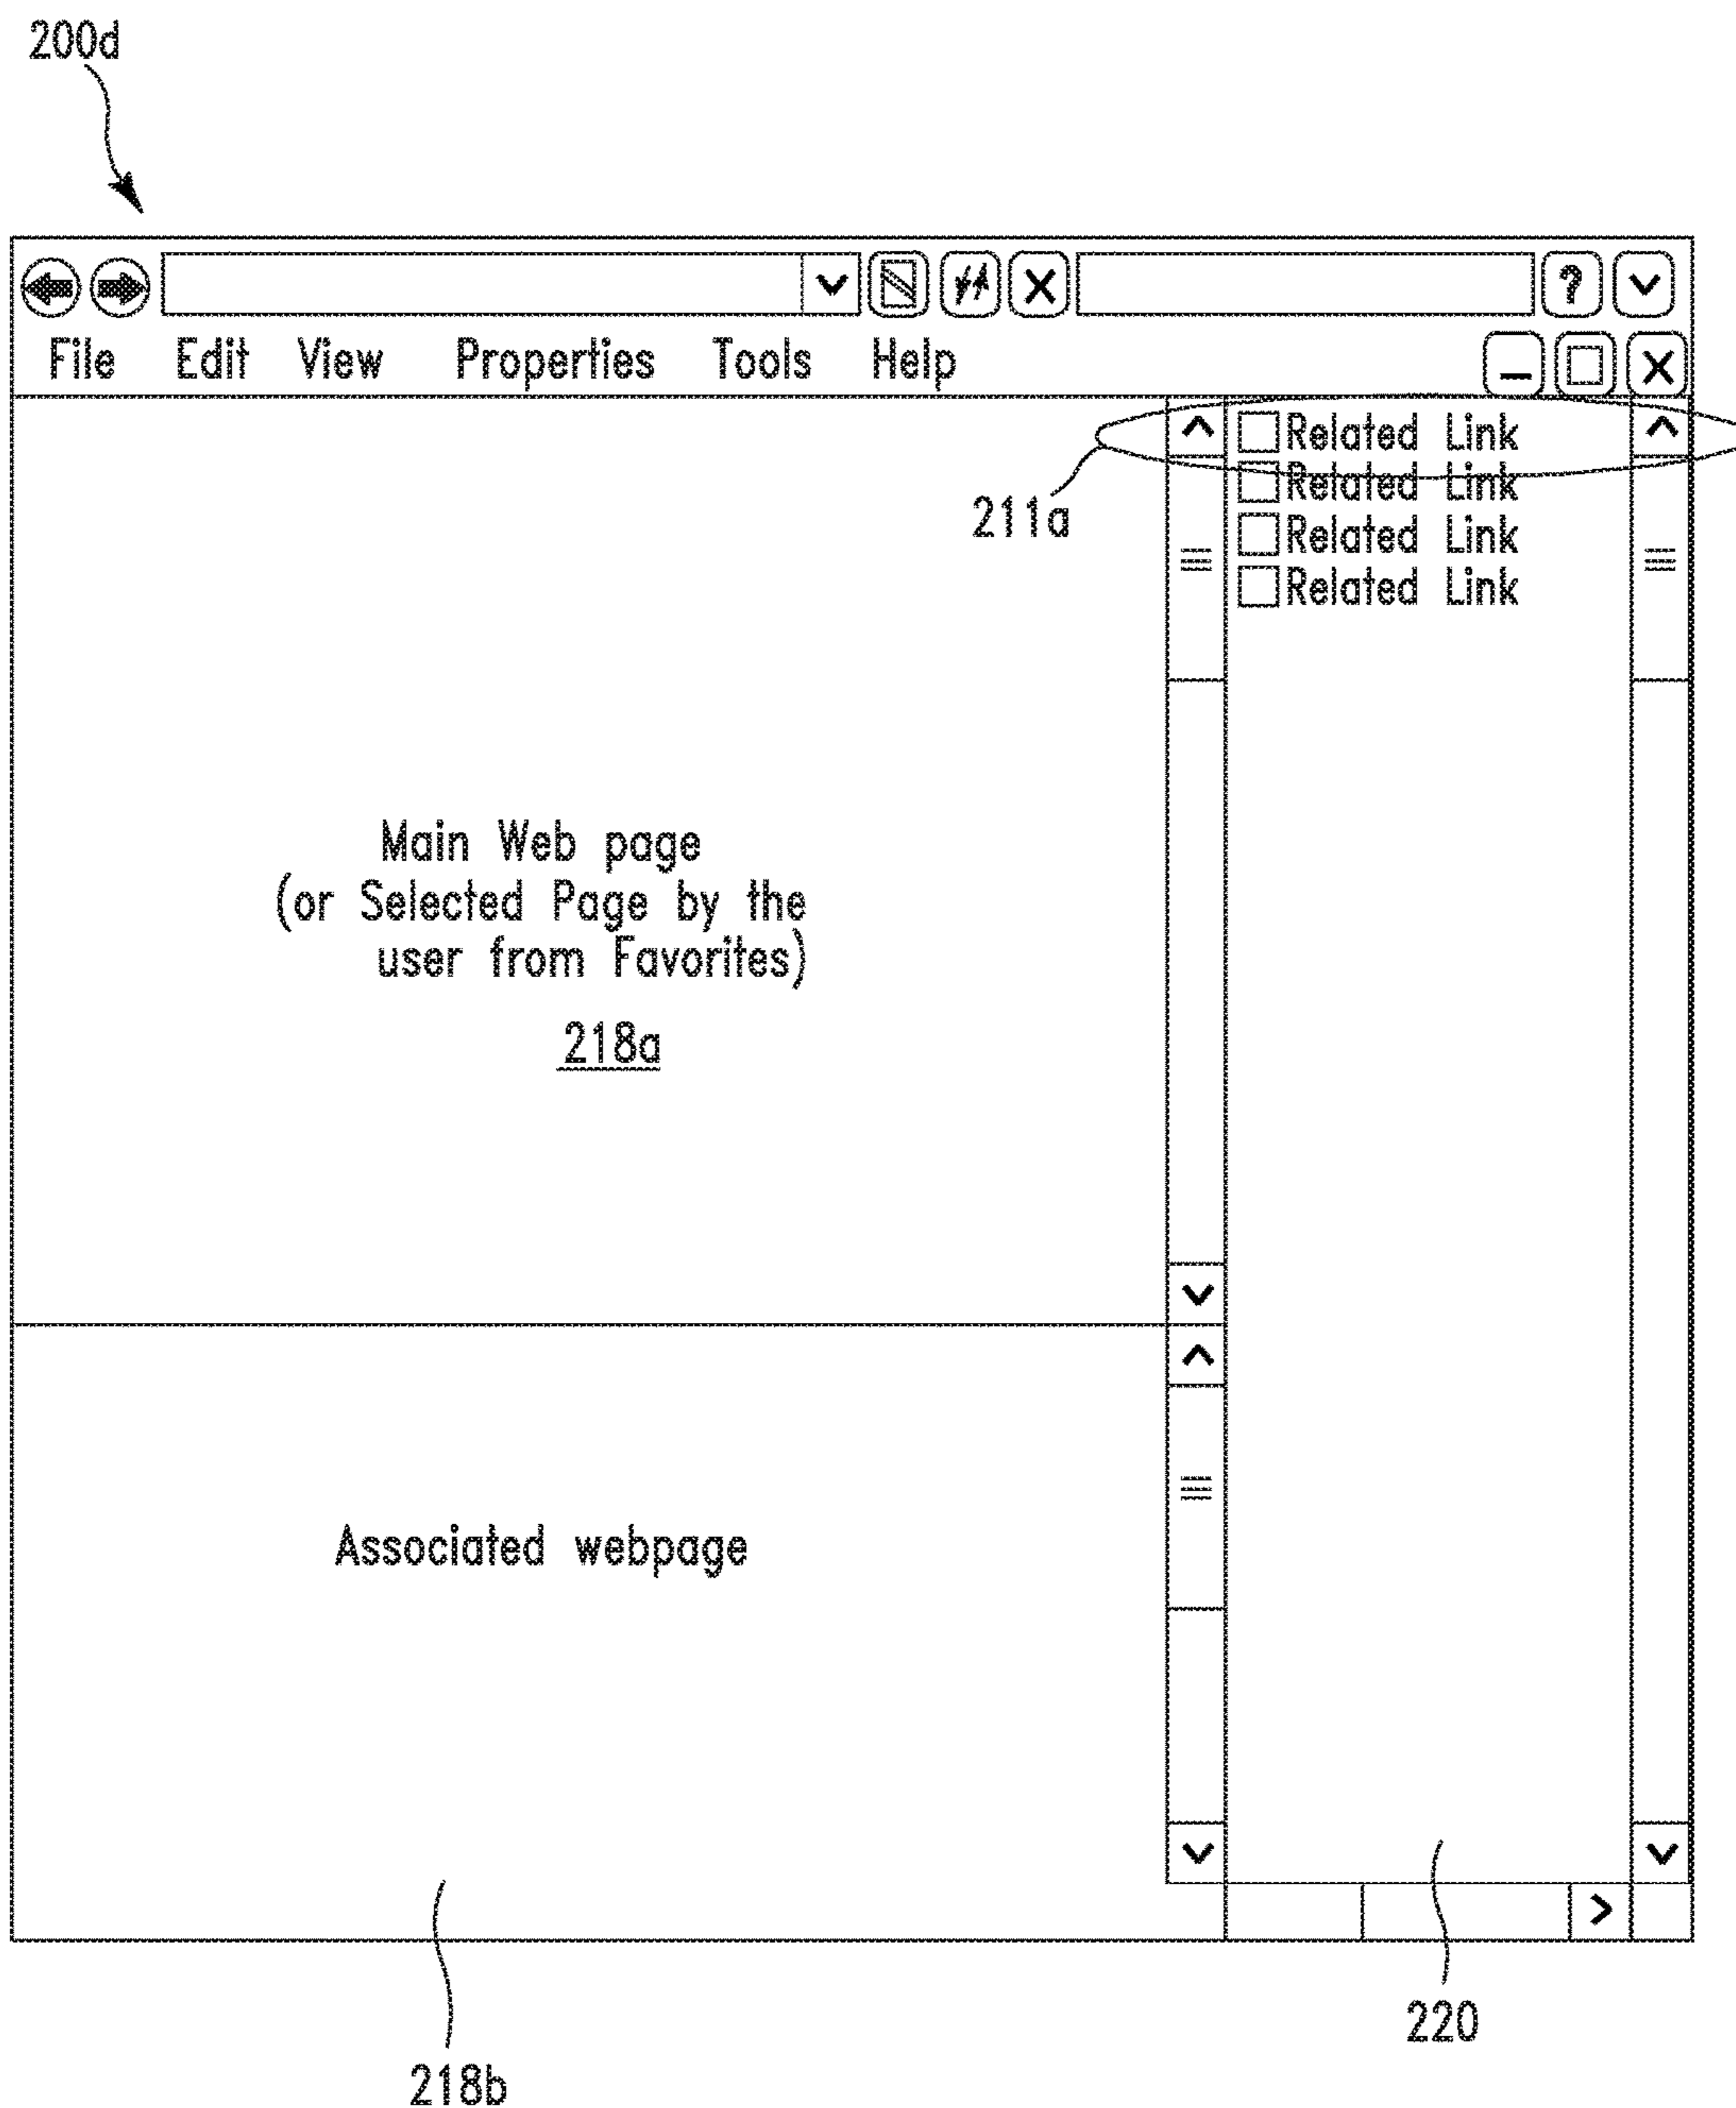 200d
?
File Edit View Properties Tools Help
Related Link
Related Link
211a
Related Link
Related Link
Main Web page
(or Selected Page by the
user from Favorites)
218a
Associated webpage
220
218b